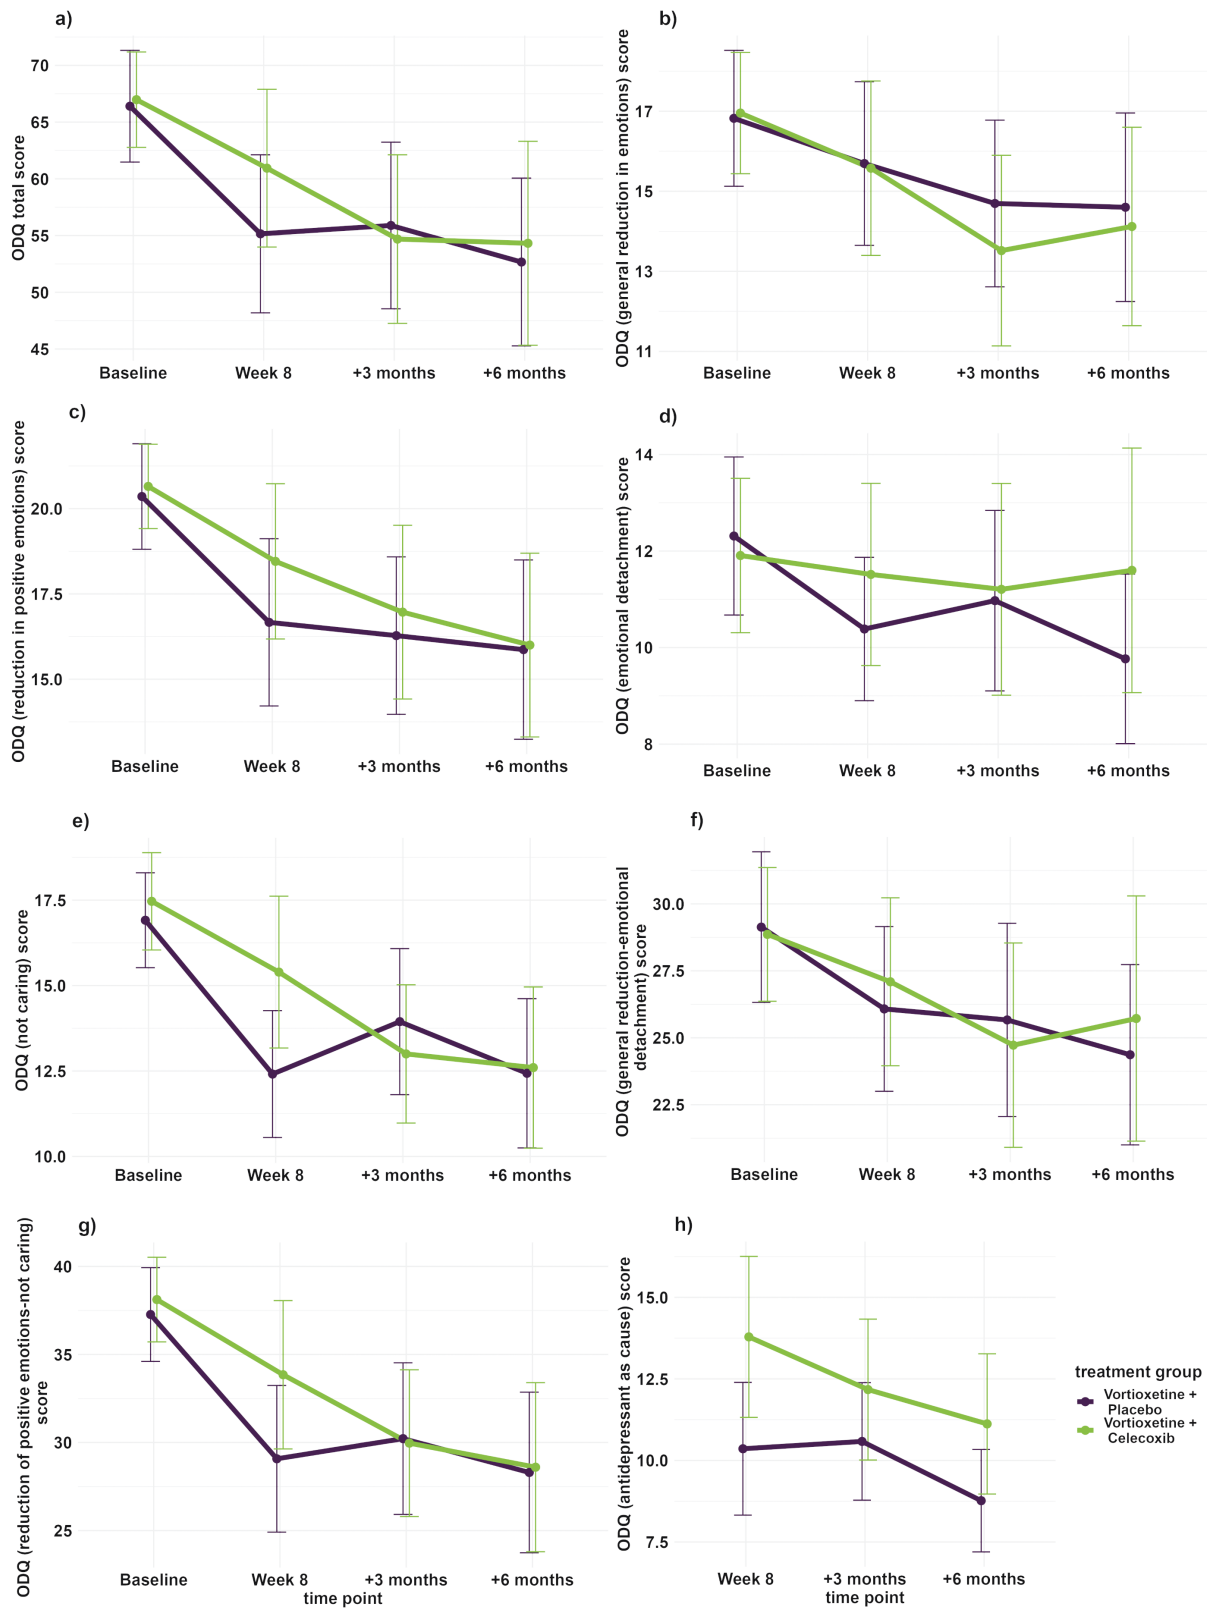 a)
ODQ total score
70
65
60
55
50
45
Baseline Week 8 +3 months +6 months
b)
ODQ (general reduction in emotions) score
17
15
13
11
Baseline Week 8 +3 months +6 months
c)
ODQ (reduction in positive emotions) score
20.0
17.5
15.0
Baseline Week 8 +3 months +6 months
d)
ODQ (emotional detachment) score
14
12
10
8
Baseline Week 8 +3 months +6 months
e)
ODQ (not caring) score
17.5
15.0
12.5
10.0
Baseline Week 8 +3 months +6 months
f)
ODQ (general reduction-emotional
detachment) score
30.0
27.5
25.0
22.5
Baseline Week 8 +3 months +6 months
g)
ODQ (reduction of positive emotions-not caring)
score
40
35
30
25
Baseline Week 8 +3 months +6 months
time point
h)
ODQ (antidepressant as cause) score
15.0
12.5
10.0
7.5
Week 8 +3 months +6 months
time point
treatment group
Vortioxetine +
Placebo
Vortioxetine +
Celecoxib